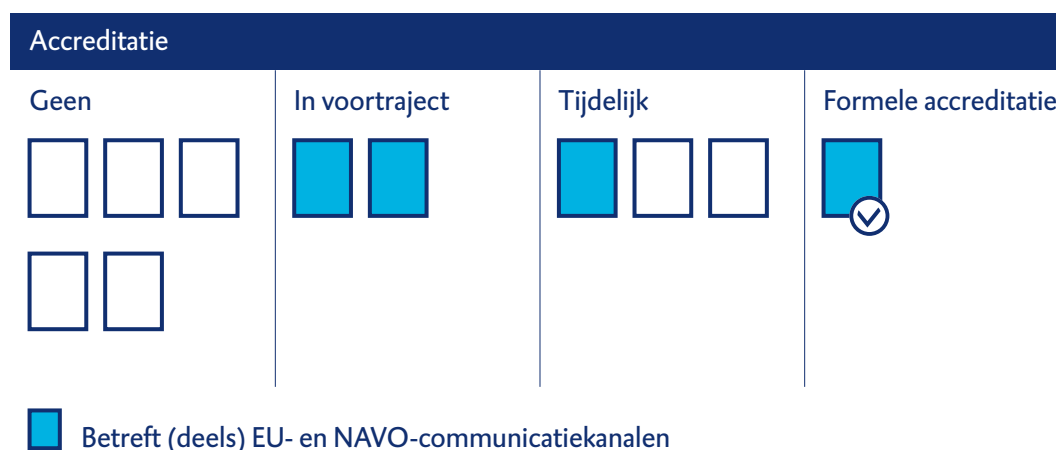 Accreditatie
Geen
In voortraject
Tijdelijk
Formele accreditatie
Betreft (deels) EU- en NAVO-communicatiekanalen